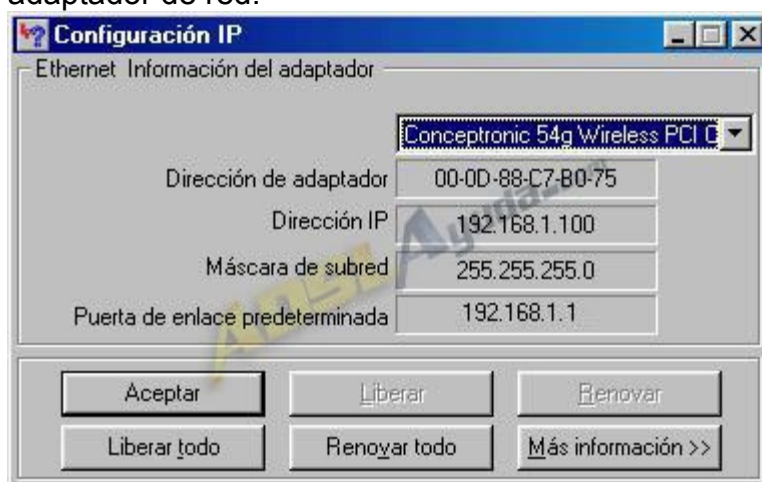 adaptador de red.
Configuración IP
Ethernet Información del adaptador
Conceptronic 54g Wireless PCI C
Dirección de adaptador 00-0D-88-C7-B0-75
Dirección IP 192.168.1.100
Máscara de subred 255.255.255.0
Puerta de enlace predeterminada 192.168.1.1
ADSLAyuda.com
Aceptar Liberar Renovar
Liberar todo Renovar todo Más información >>